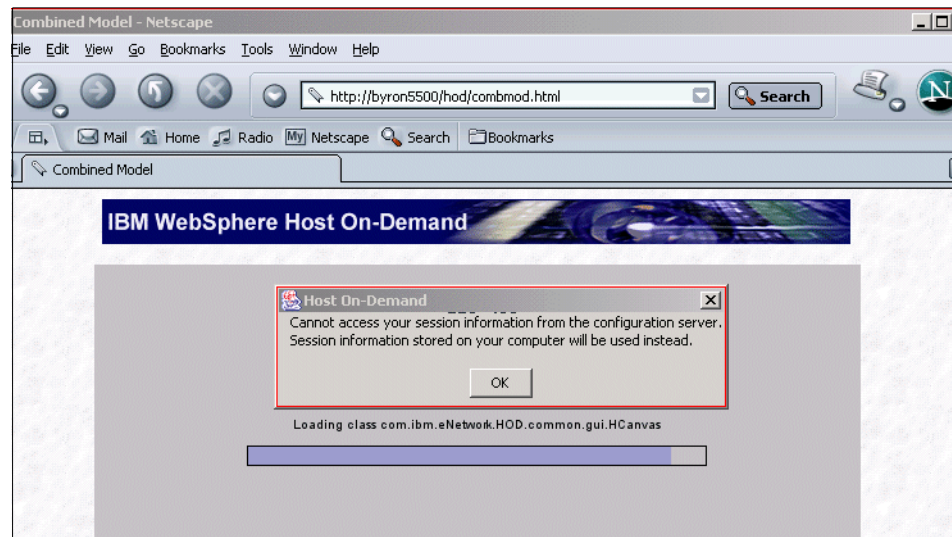 Combined Model - Netscape
File Edit View Go Bookmarks Tools Window Help
http://byron5500/hod/combmod.html
Search
N
Mail Home Radio My Netscape Search Bookmarks
Combined Model
IBM WebSphere Host On-Demand
Host On-Demand
Cannot access your session information from the configuration server.
Session information stored on your computer will be used instead.
OK
Loading class com.ibm.eNetwork.HOD.common.gui.HCanvas